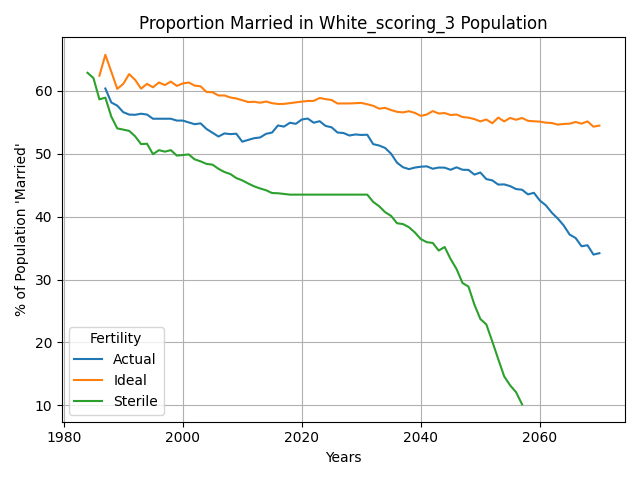 Proportion Married in White_scoring_3 Population
% of Population 'Married'
60
50
40
30
20
10
Fertility
Actual
Ideal
Sterile
1980
2000
2020
2040
2060
Years